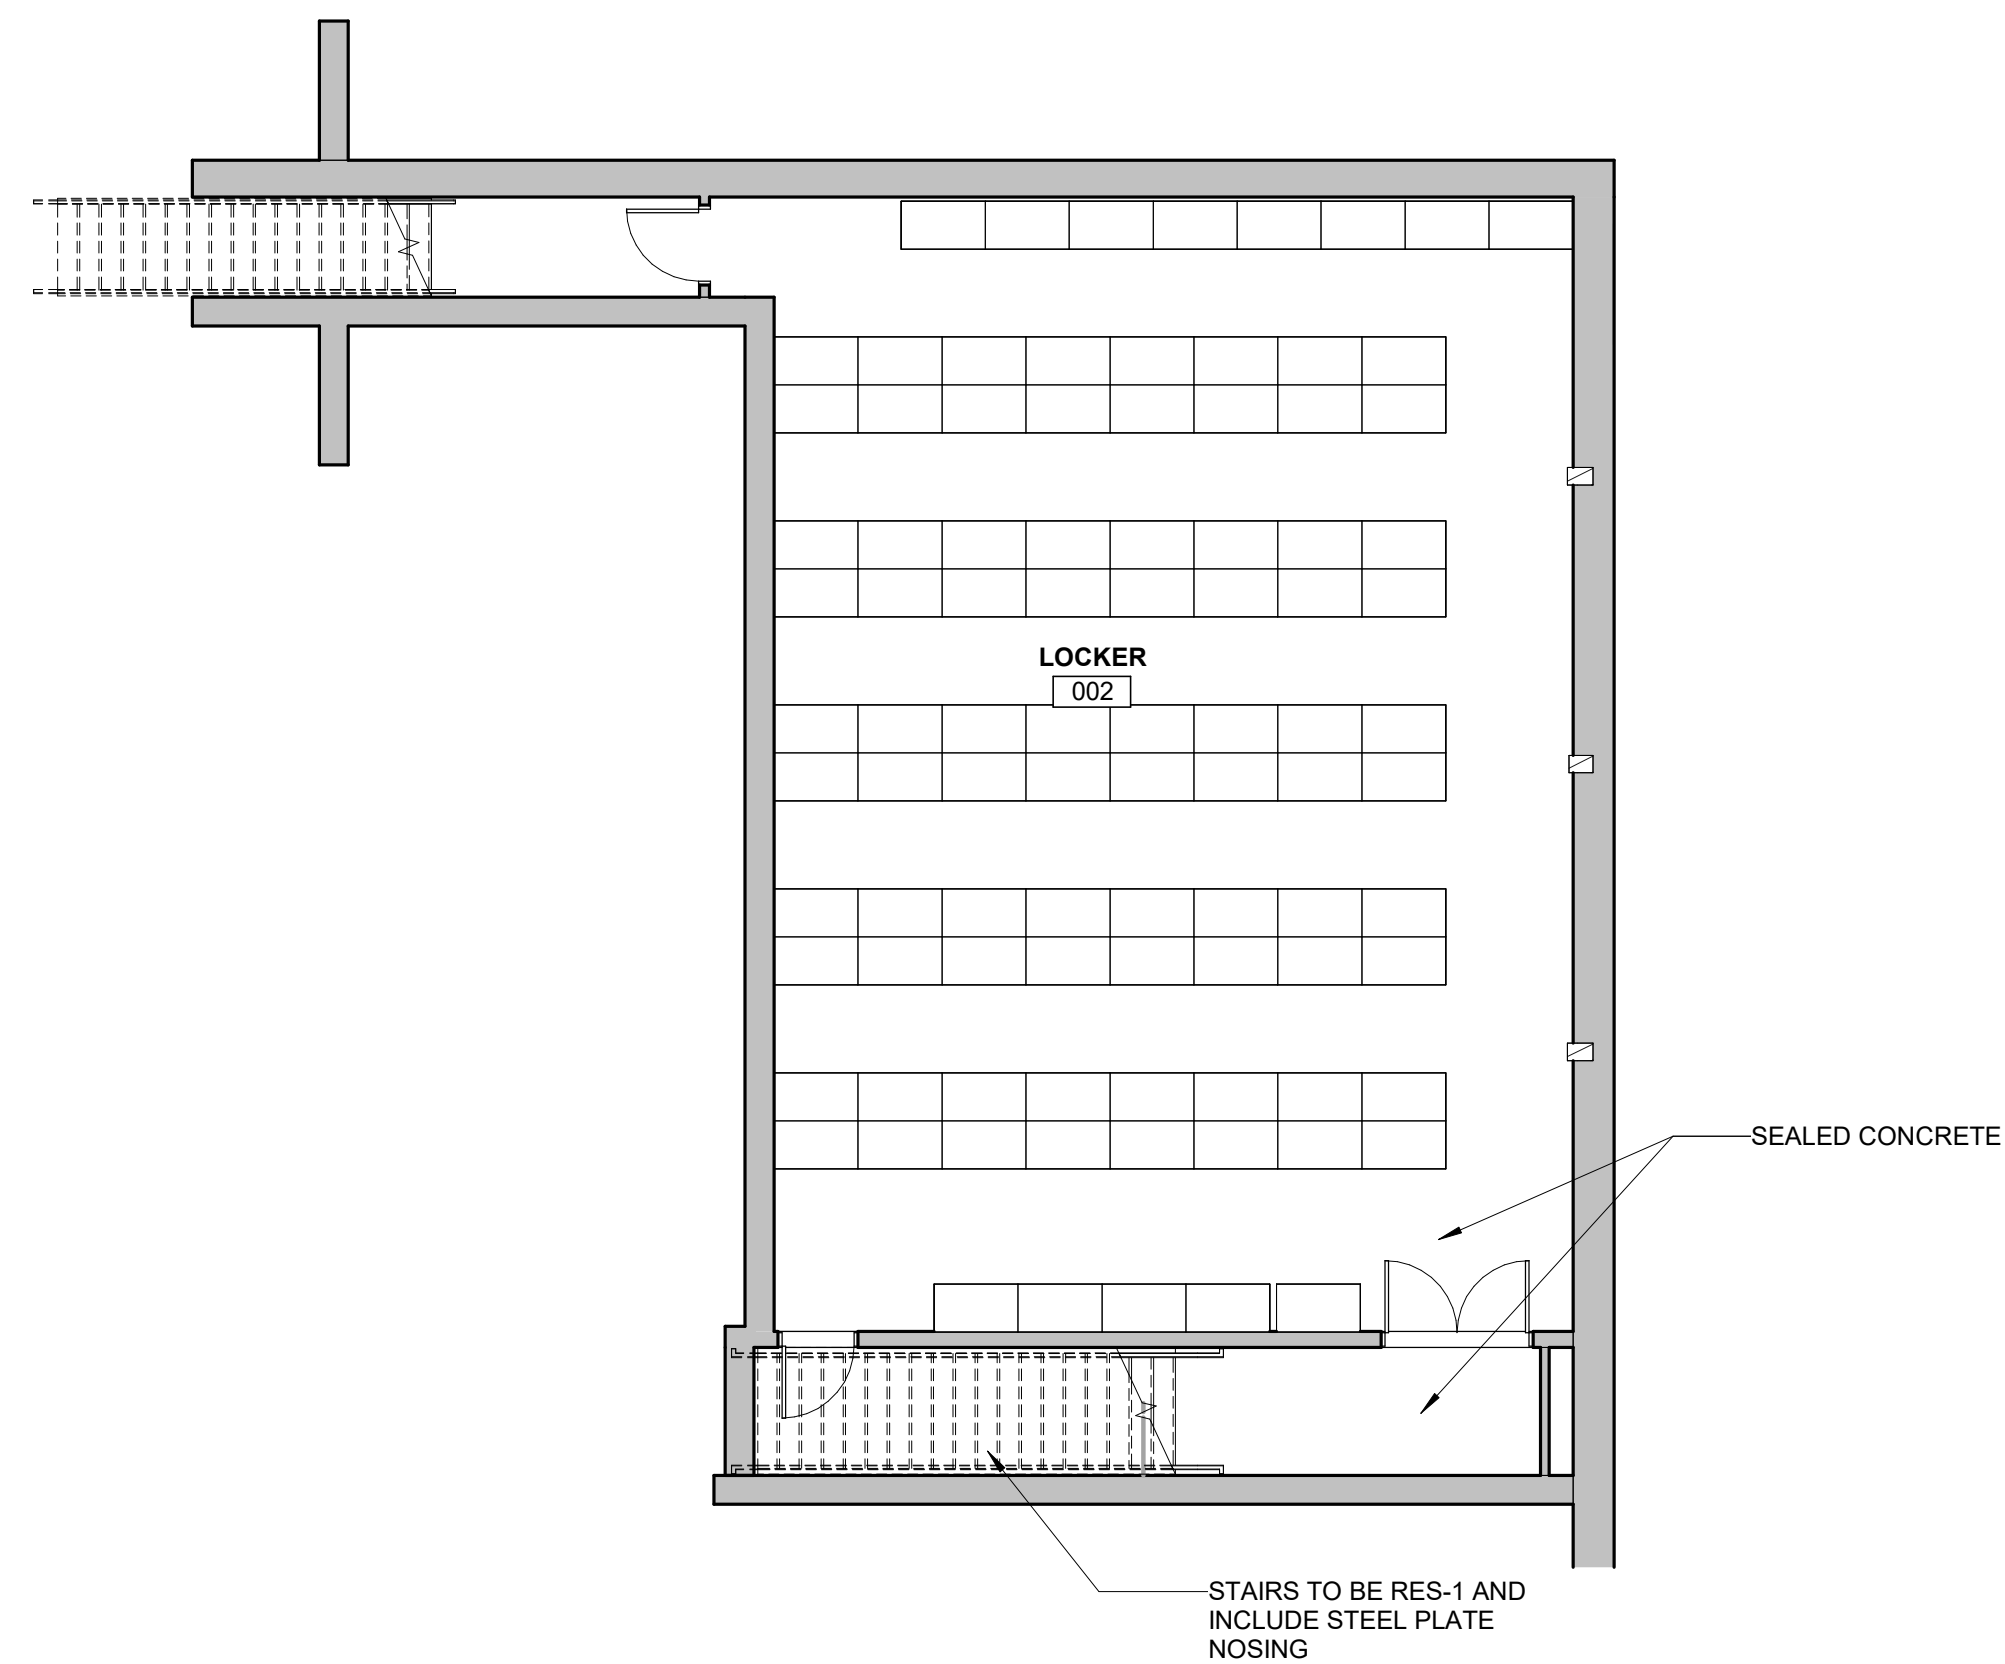 LOCKER
002
SEALED CONCRETE
STAIRS TO BE RES-1 AND
INCLUDE STEEL PLATE
NOSING